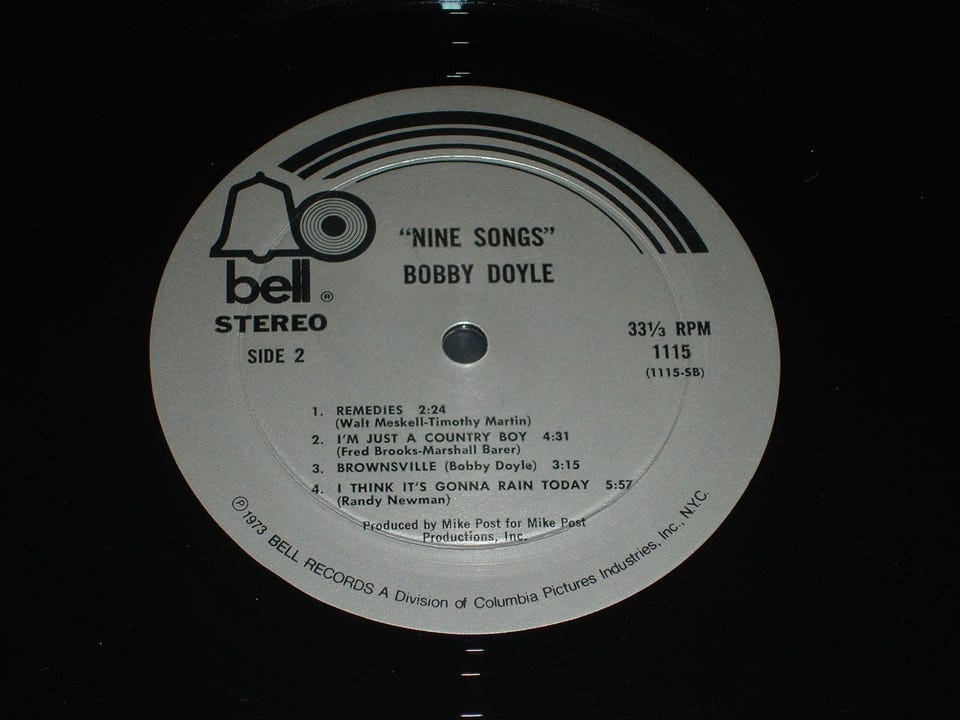 bell ®
STEREO
SIDE 2
"NINE SONGS"
BOBBY DOYLE
33⅓ RPM
1115
(1115-SB)
1. REMEDIES 2:24
(Walt Meskell-Timothy Martin)
2. I'M JUST A COUNTRY BOY 4:31
(Fred Brooks-Marshall Barer)
3. BROWNSVILLE (Bobby Doyle) 3:15
4. I THINK IT'S GONNA RAIN TODAY 5:57
(Randy Newman)
Produced by Mike Post for Mike Post
Productions, Inc.
℗1973 BELL RECORDS A Division of Columbia Pictures Industries, Inc., N.Y.C.